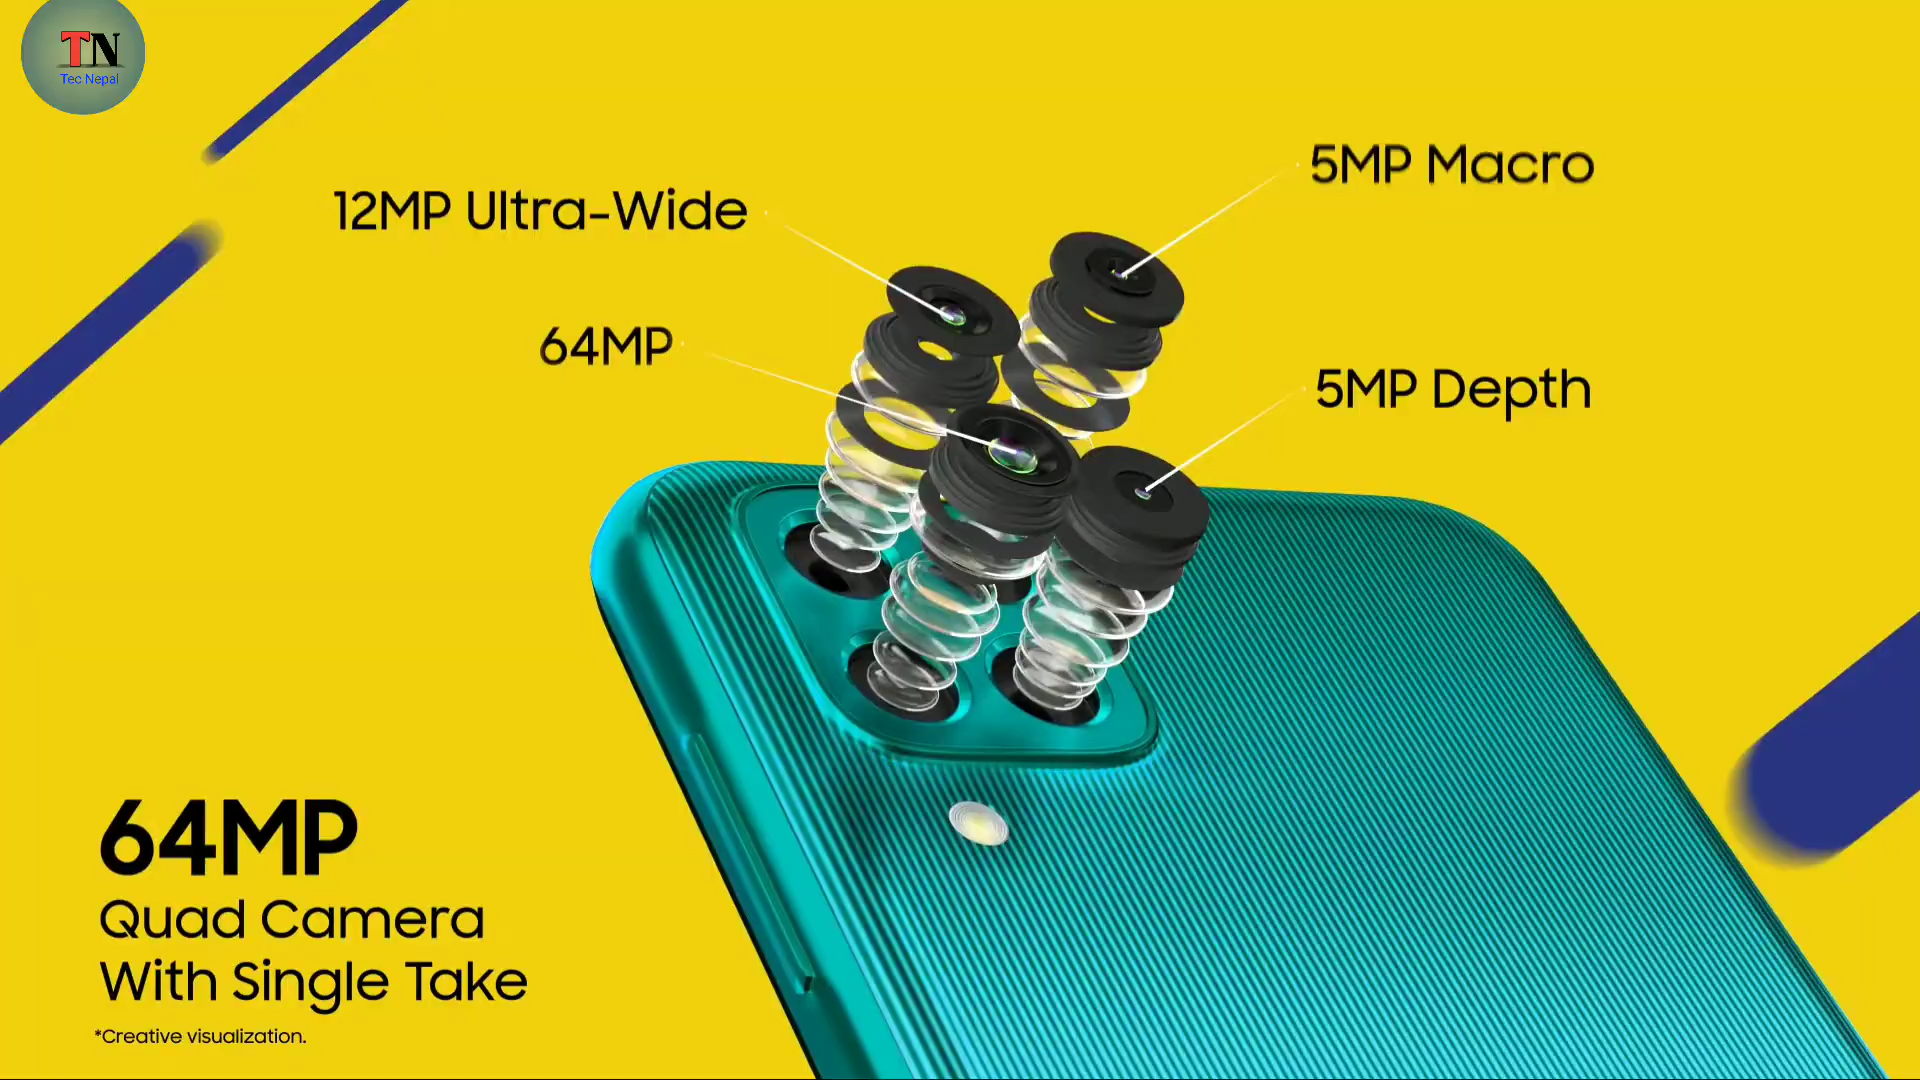 TN
Tec Nepal
5MP Macro
12MP Ultra-Wide
64MP
5MP Depth
64MP
Quad Camera
With Single Take
*Creative visualization.